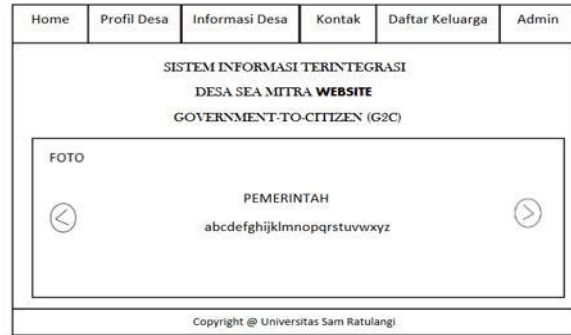 Home Profil Desa Informasi Desa Kontak Daftar Keluarga Admin
SISTEM INFORMASI TERINTEGRASI
DESA SEA MITRA WEBSITE
GOVERNMENT-TO-CITIZEN (G2C)
FOTO
PEMERINTAH
abcdefghijklmnopqrstuvwxyz
Copyright @ Universitas Sam Ratulangi